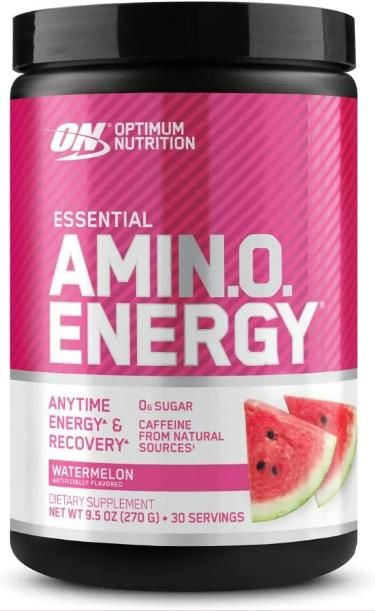 ON® OPTIMUM
NUTRITION
ESSENTIAL
AMIN.O.
ENERGY®
ANYTIME
ENERGY▲ &
RECOVERY▲
0G SUGAR
CAFFEINE
FROM NATURAL
SOURCES†
WATERMELON
ARTIFICIALLY FLAVORED
DIETARY SUPPLEMENT
NET WT 9.5 OZ (270 G) • 30 SERVINGS